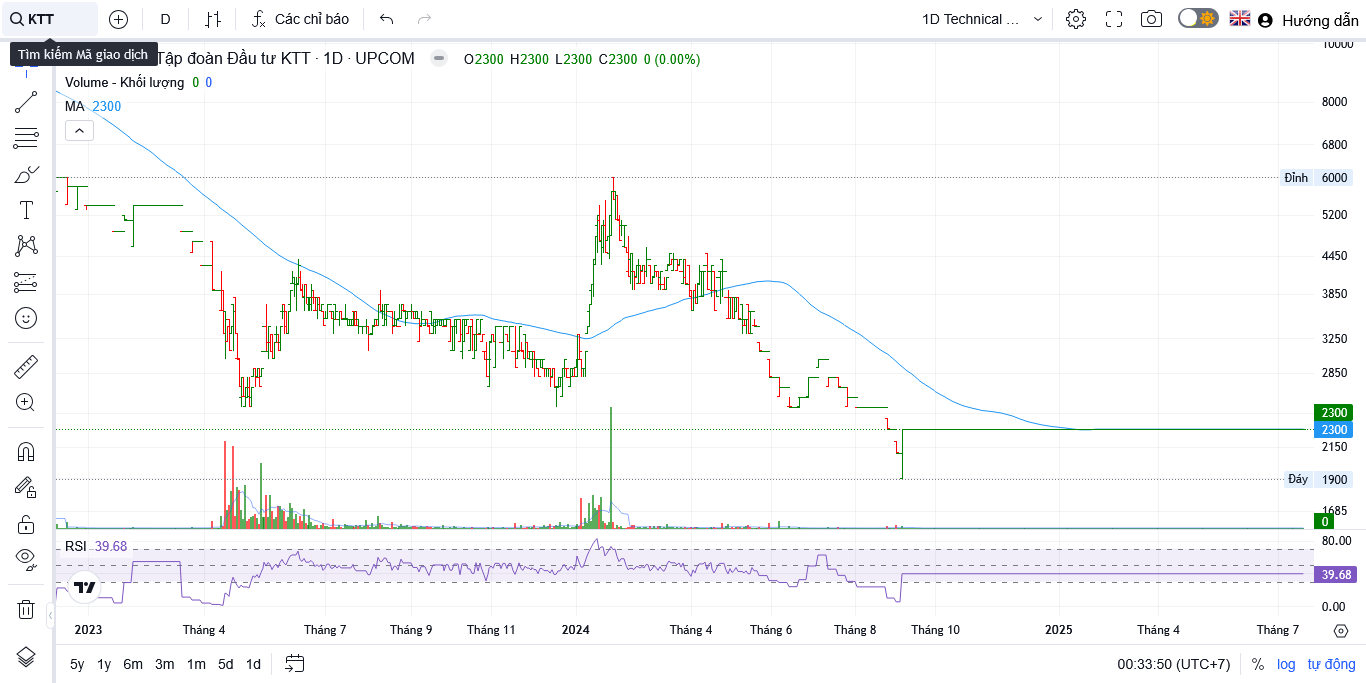 KTT D Các chỉ báo 1D Technical ... Hướng dẫn
Tìm kiếm Mã giao dịch
Tập đoàn Đầu tư KTT · 1D · UPCOM O2300 H2300 L2300 C2300 0 (0.00%)
Volume - Khối lượng 0 0
MA 2300
10000
8000
6800
Đỉnh 6000
5200
4450
3850
3250
2850
2300
2300
2150
Đáy 1900
1685
0
RSI 39.68
80.00
39.68
0.00
2023 Tháng 4 Tháng 7 Tháng 9 Tháng 11 2024 Tháng 4 Tháng 6 Tháng 8 Tháng 10 2025 Tháng 4 Tháng 7
5y 1y 6m 3m 1m 5d 1d 00:33:50 (UTC+7) % log tự động